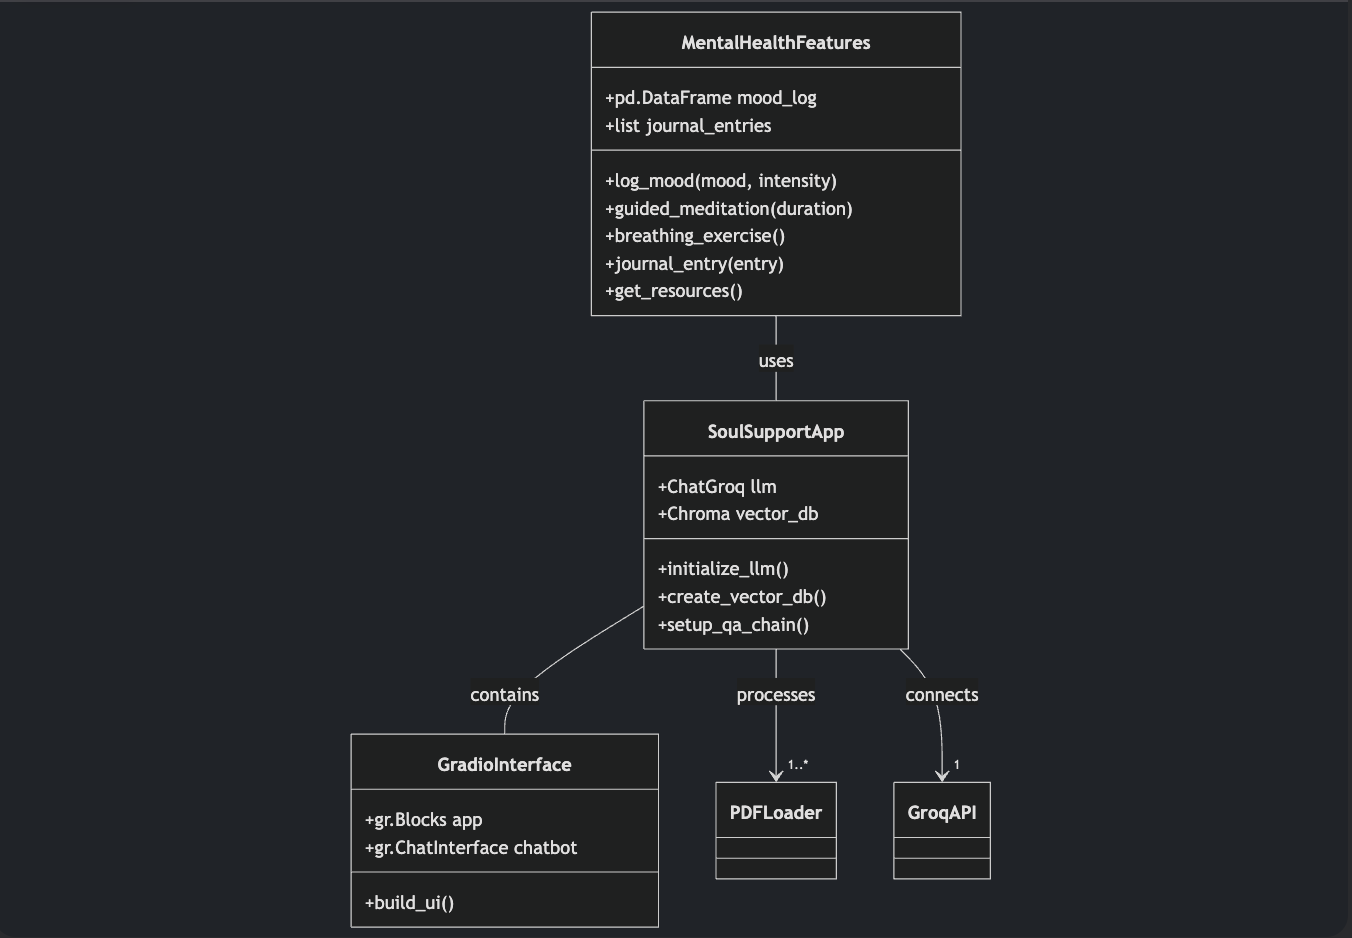 MentalHealthFeatures
+pd.DataFrame mood_log
+list journal_entries
+log_mood(mood, intensity)
+guided_meditation(duration)
+breathing_exercise()
+journal_entry(entry)
+get_resources()
uses
SoulSupportApp
+ChatGroq llm
+Chroma vector_db
+initialize_llm()
+create_vector_db()
+setup_qa_chain()
contains
processes
connects
1..*
1
GradioInterface
+gr.Blocks app
+gr.ChatInterface chatbot
+build_ui()
PDFLoader
GroqAPI